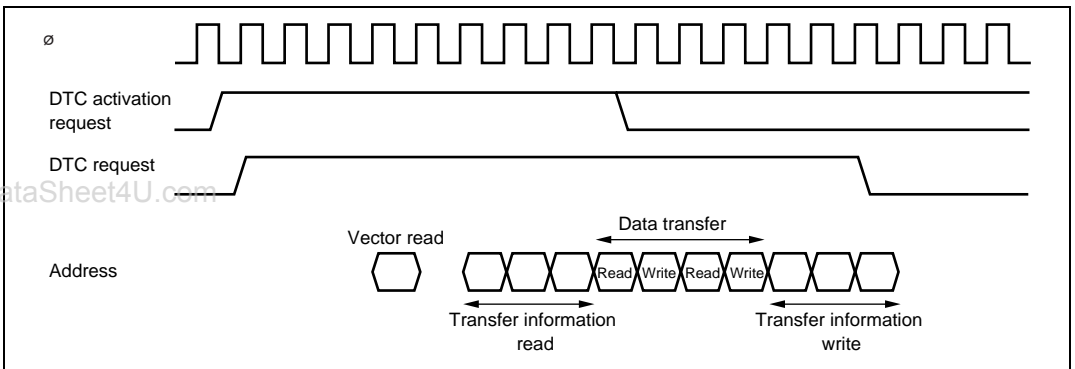 ø
DTC activation
request
DTC request
ataSheet4U.com
Data transfer
Vector read
Address
Read Write Read Write
Transfer information
read
Transfer information
write